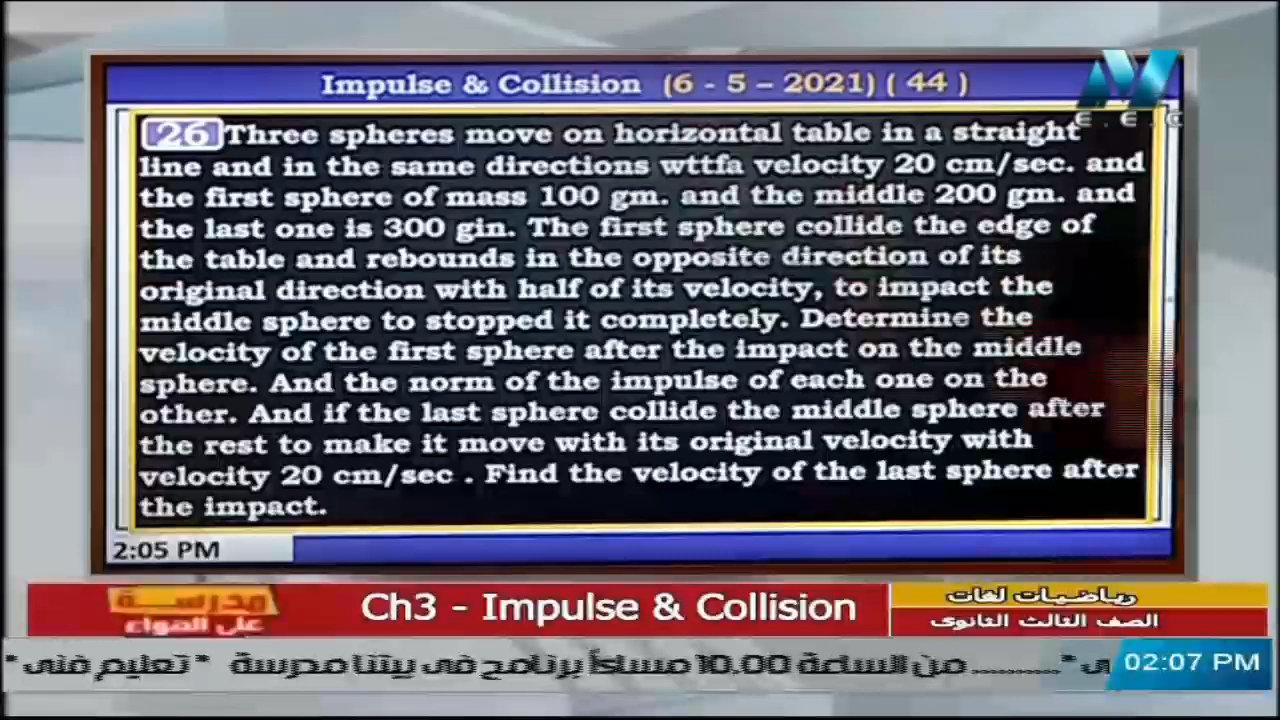 Impulse & Collision (6 - 5 – 2021) ( 44 )
26 Three spheres move on horizontal table in a straight
line and in the same directions wttfa velocity 20 cm/sec. and
the first sphere of mass 100 gm. and the middle 200 gm. and
the last one is 300 gin. The first sphere collide the edge of
the table and rebounds in the opposite direction of its
original direction with half of its velocity, to impact the
middle sphere to stopped it completely. Determine the
velocity of the first sphere after the impact on the middle
sphere. And the norm of the impulse of each one on the
other. And if the last sphere collide the middle sphere after
the rest to make it move with its original velocity with
velocity 20 cm/sec . Find the velocity of the last sphere after
the impact.
E.E.C
2:05 PM
مدرسة
على الهواء
Ch3 - Impulse & Collision
رياضيات لغات
الصف الثالث الثانوى
"........... من الساعة 10.00 مساءاً برنامج فى بيتنا مدرسة " تعليم فنى "
02:07 PM